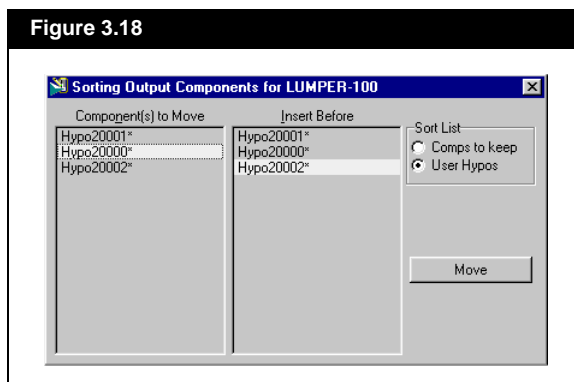 Figure 3.18
Sorting Output Components for LUMPER-100
Component(s) to Move
Hypo20001*
Hypo20000*
Hypo20002*
Insert Before
Hypo20001*
Hypo20000*
Hypo20002*
Sort List
Comps to keep
User Hypos
Move